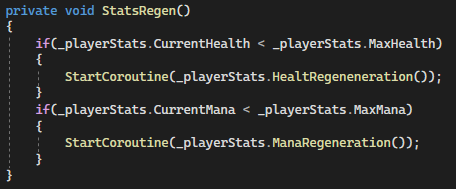 private void StatsRegen()
{
if(_playerStats.CurrentHealth < _playerStats.MaxHealth)
{
StartCoroutine(_playerStats.HealtRegeneneration());
}
if(_playerStats.CurrentMana < _playerStats.MaxMana)
{
StartCoroutine(_playerStats.ManaRegeneration());
}
}